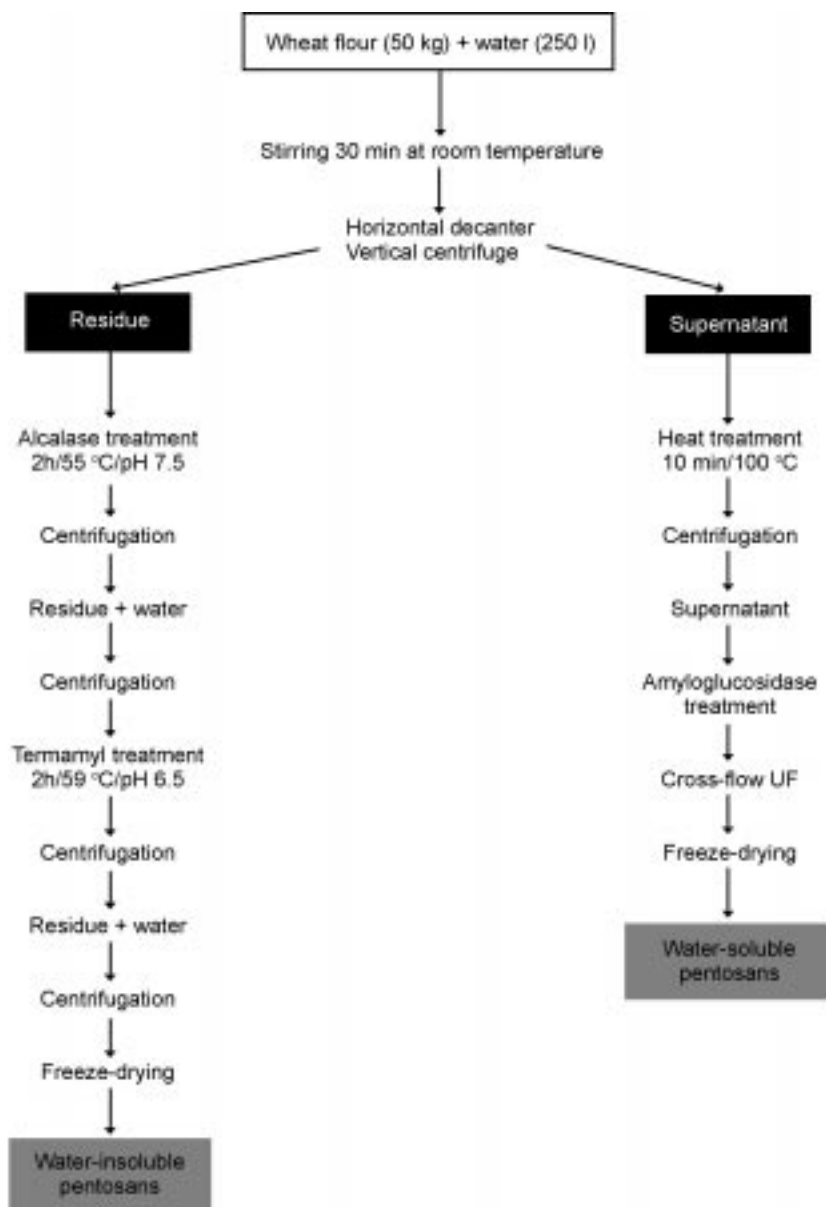 Wheat flour (50 kg) + water (250 l)
Stirring 30 min at room temperature
Horizontal decanter
Vertical centrifuge
Residue
Alcalase treatment
2h/55 °C/pH 7.5
Centrifugation
Residue + water
Centrifugation
Termamyl treatment
2h/59 °C/pH 6.5
Centrifugation
Residue + water
Centrifugation
Freeze-drying
Water-insoluble
pentosans
Supernatant
Heat treatment
10 min/100 °C
Centrifugation
Supernatant
Amyloglucosidase
treatment
Cross-flow UF
Freeze-drying
Water-soluble
pentosans